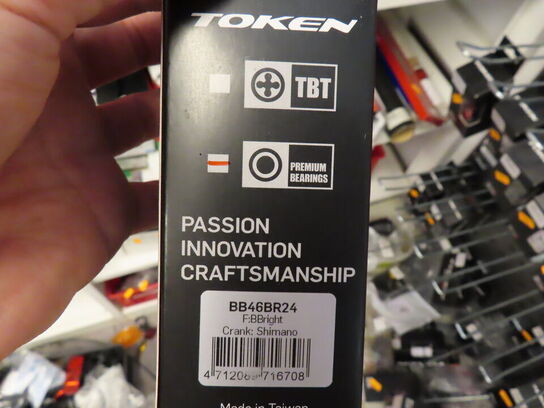 TOKEN
TBT
PREMIUM
BEARINGS
PASSION
INNOVATION
CRAFTSMANSHIP
BB46BR24
F:BBright
Crank: Shimano
Made in Taiwan